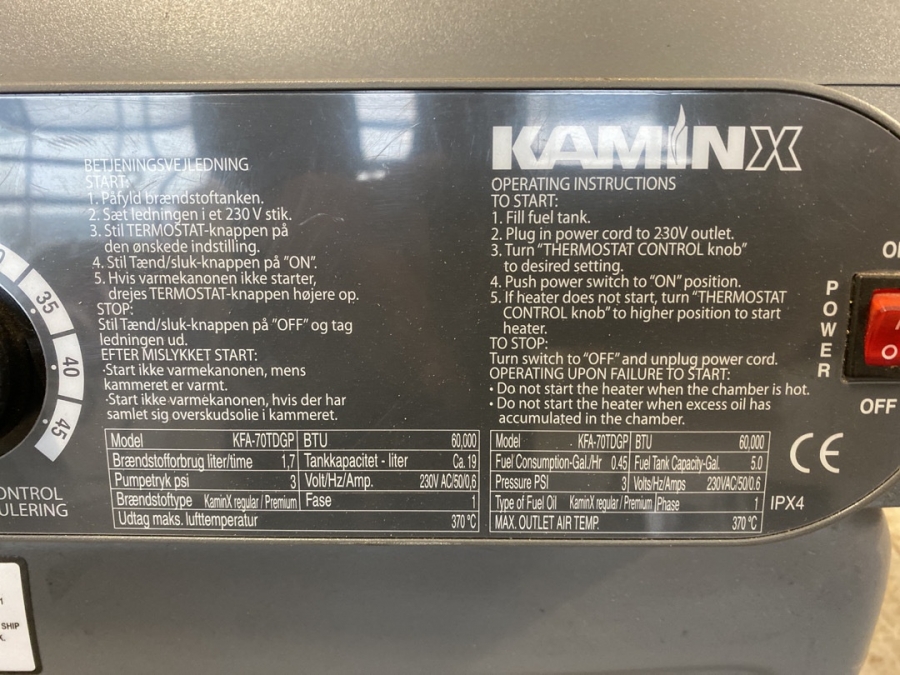 BETJENINGSVEJLEDNING
START:
1. Påfyld brændstoftanken.
2. Sæt ledningen i et 230 V stik.
3. Stil TERMOSTAT-knappen på
den ønskede indstilling.
4. Stil Tænd/sluk-knappen på "ON".
5. Hvis varmekanonen ikke starter,
drejes TERMOSTAT-knappen højere op.
STOP:
Stil Tænd/sluk-knappen på "OFF" og tag
ledningen ud.
EFTER MISLYKKET START:
·Start ikke varmekanonen, mens
kammeret er varmt.
·Start ikke varmekanonen, hvis der har
samlet sig overskudsolie i kammeret.
Model KFA-70TDGP BTU 60,000
Brændstofforbrug liter/time 1,7 Tankkapacitet - liter Ca. 19
Pumpetryk psi 3 Volt/Hz/Amp. 230V AC/50/0.6
Brændstoftype KaminX regular / Premium Fase 1
Udtag maks. lufttemperatur 370 °C
KAMINX
OPERATING INSTRUCTIONS
TO START:
1. Fill fuel tank.
2. Plug in power cord to 230V outlet.
3. Turn "THERMOSTAT CONTROL knob"
to desired setting.
4. Push power switch to "ON" position.
5. If heater does not start, turn "THERMOSTAT
CONTROL knob" to higher position to start
heater.
TO STOP:
Turn switch to "OFF" and unplug power cord.
OPERATING UPON FAILURE TO START:
• Do not start the heater when the chamber is hot.
• Do not start the heater when excess oil has
accumulated in the chamber.
Model KFA-70TDGP BTU 60,000
Fuel Consumption-Gal./Hr 0.45 Fuel Tank Capacity-Gal. 5.0
Pressure PSI 3 Volts/Hz/Amps 230VAC/50/0.6
Type of Fuel Oil KaminX regular / Premium Phase 1
MAX. OUTLET AIR TEMP. 370 °C
CE
IPX4
POWER
OFF
35
40
45
SHIP